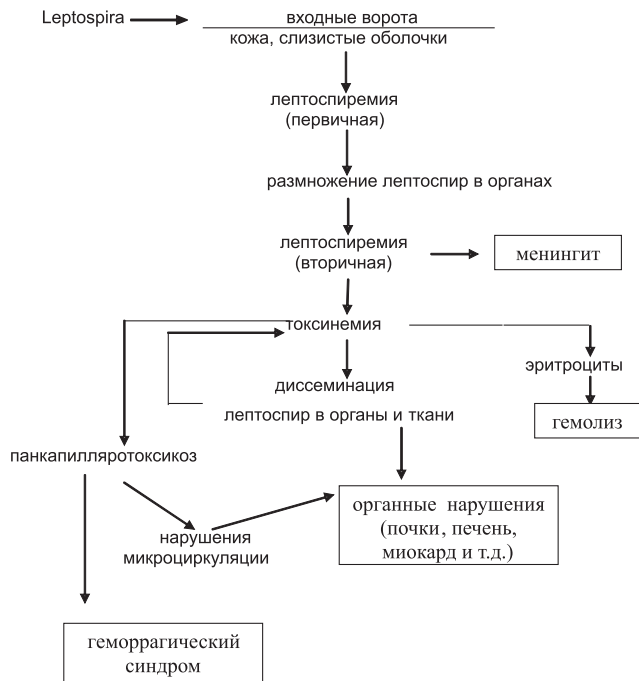 Leptospira
входные ворота
кожа, слизистые оболочки
лептоспиремия
(первичная)
размножение лептоспир в органах
лептоспиремия
(вторичная)
менингит
токсинемия
эритроциты
диссеминация
лептоспир в органы и ткани
гемолиз
панкапилляротоксикоз
органные нарушения
(почки, печень,
миокард и т.д.)
нарушения
микроциркуляции
геморрагический
синдром